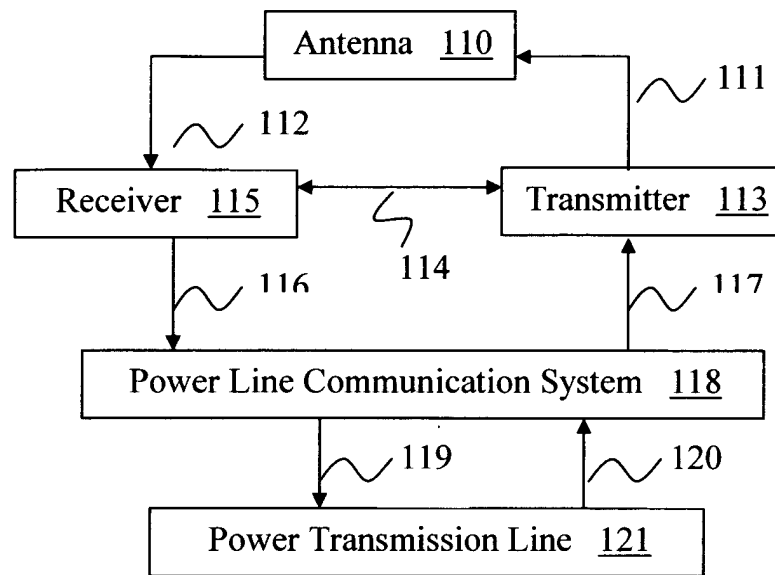 Antenna 110
111
112
Receiver 115
Transmitter 113
114
116
117
Power Line Communication System 118
119
120
Power Transmission Line 121